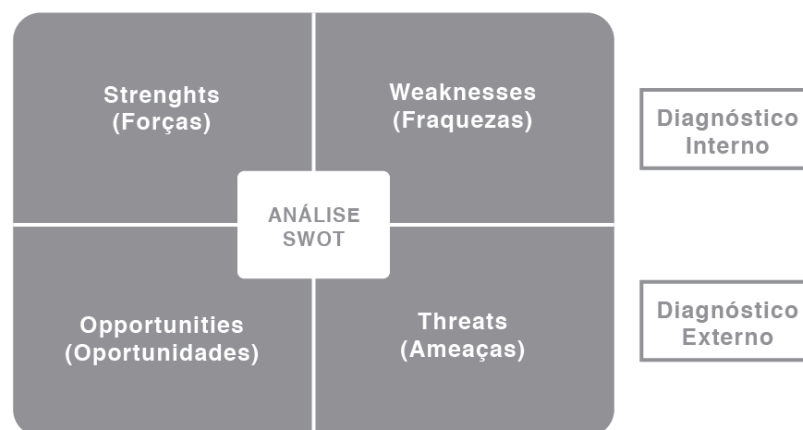 Strenghts
(Forças)
Weaknesses
(Fraquezas)
Diagnóstico
Interno
ANÁLISE
SWOT
Opportunities
(Oportunidades)
Threats
(Ameaças)
Diagnóstico
Externo